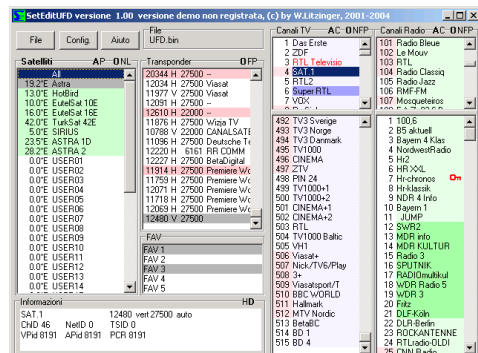 SetEditUFD versione 1.00 versione demo non registrata, (c) by W.Litzinger, 2001-2004
File
Config.
Aiuto
File
UFD.bin
Satelliti AP ONL
All
19.2°E Astra
13.0°E HotBird
10.0°E EutelSat 10E
16.0°E EutelSat 16E
42.0°E TurkSat 42E
5.0°E SIRIUS
23.5°E ASTRA 1D
28.2°E ASTRA 2
0.0°E USER01
0.0°E USER02
0.0°E USER03
0.0°E USER04
0.0°E USER05
0.0°E USER06
0.0°E USER07
0.0°E USER08
0.0°E USER09
0.0°E USER10
0.0°E USER11
0.0°E USER12
0.0°E USER13
0.0°E USER14
Transponder OFP
20344 H 27500 --
12034 H 27500 Viasat
11977 V 27500 Viasat
12091 H 27500 --
12610 H 22000 --
11876 H 27500 Wizja TV
10788 V 22000 CANALSATE
11096 H 27500 Deutsche Te
12220 H 6161 RR COMM
12227 H 27500 BetaDigital
11914 H 27500 Premiere Wo
11759 H 27500 Premiere Wo
12071 H 27500 Premiere Wo
11718 H 27500 Premiere Wo
12069 H 27500 Premiere Wo
12480 V 27500
FAV
FAV 1
FAV 2
FAV 3
FAV 4
FAV 5
Informazioni HD
SAT.1 12480 vert 27500 auto
CND 46 NetID 0 TSID 0
VPid 8191 APid 8191 PCR 8191
Canali TV AC ONFP
1 Das Erste
2 ZDF
3 RTL Televisio
4 SAT.1
5 RTL2
6 Super RTL
7 VOX
492 TV3 Sverige
493 TV3 Norge
494 TV3 Danmark
495 TV1000
496 CINEMA
497 ZTV
498 PIN 24
499 TV1000+1
500 TV1000+2
501 CINEMA+1
502 CINEMA+2
503 RTL
504 TV1000 Baltic
505 VH1
506 Viasat+
507 Nick/TV6/Play
508 3+
509 Viasatsport/T
510 BBC WORLD
511 Hallmark
512 MTV Nordic
513 BetaBC
514 BD 1
515 BD 4
Canali Radio AC ONFP
101 Radio Bleue
102 Le Mouv
103 RTL
104 Radio Classiq
105 Radio Jazz
106 RMF-FM
107 Mosqueteiros
1 100,6
2 B5 aktuell
3 Bayern 4 Klas
4 NordwestRadio
5 Hr2
6 HR XXL
7 Hr-chronos
8 Hr-klassik
9 NDR 4 Info
10 Bayern 1
11 JUMP
12 SWR2
13 MDR info
14 MDR KULTUR
15 Radio 3
16 SPUTNIK
17 RADIOmultikul
18 WDR Radio 5
19 WDR 3
20 Fritz
21 DLF-Köln
22 DLR-Berlin
23 ROCKANTENNE
24 RTLradio-OLDI
25 CNN Radio